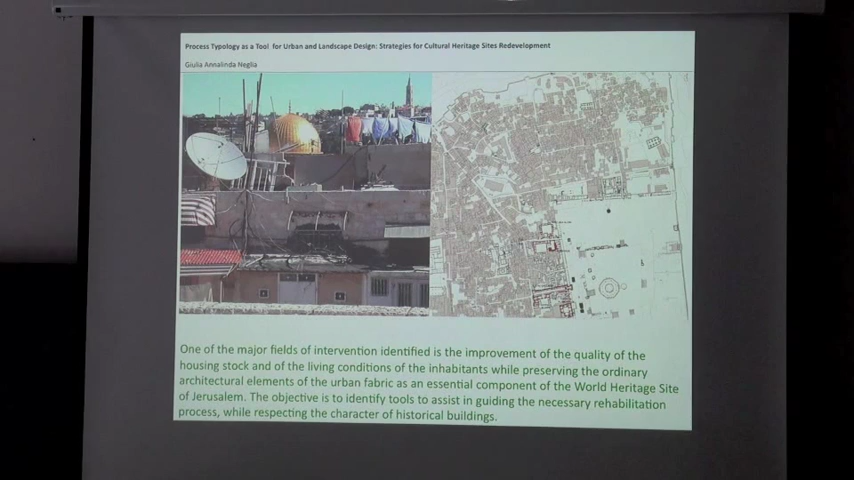 Process Typology as a Tool for Urban and Landscape Design: Strategies for Cultural Heritage Sites Redevelopment
Giulia Annalinda Neglia
One of the major fields of intervention identified is the improvement of the quality of the
housing stock and of the living conditions of the inhabitants while preserving the ordinary
architectural elements of the urban fabric as an essential component of the World Heritage Site
of Jerusalem. The objective is to identify tools to assist in guiding the necessary rehabilitation
process, while respecting the character of historical buildings.